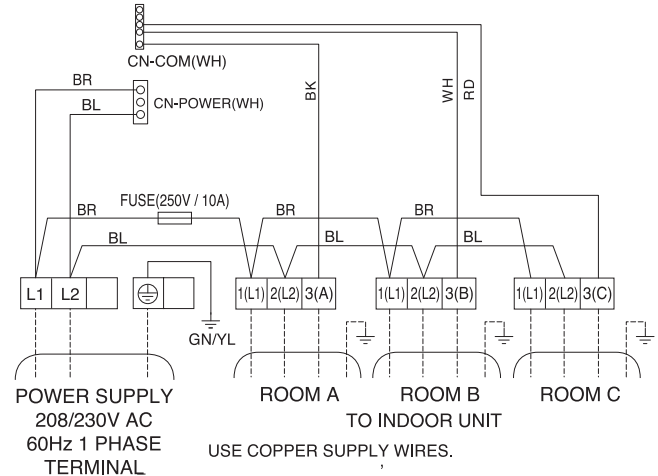 CN-COM(WH)
BR
CN-POWER(WH)
BL
BK
WH
RD
FUSE(250V / 10A)
BR
BR
BR
BL
BL
BL
L1 L2
1(L1) 2(L2) 3(A)
1(L1) 2(L2) 3(B)
1(L1) 2(L2) 3(C)
GN/YL
POWER SUPPLY
208/230V AC
60Hz 1 PHASE
TERMINAL
ROOM A
ROOM B
ROOM C
TO INDOOR UNIT
USE COPPER SUPPLY WIRES.